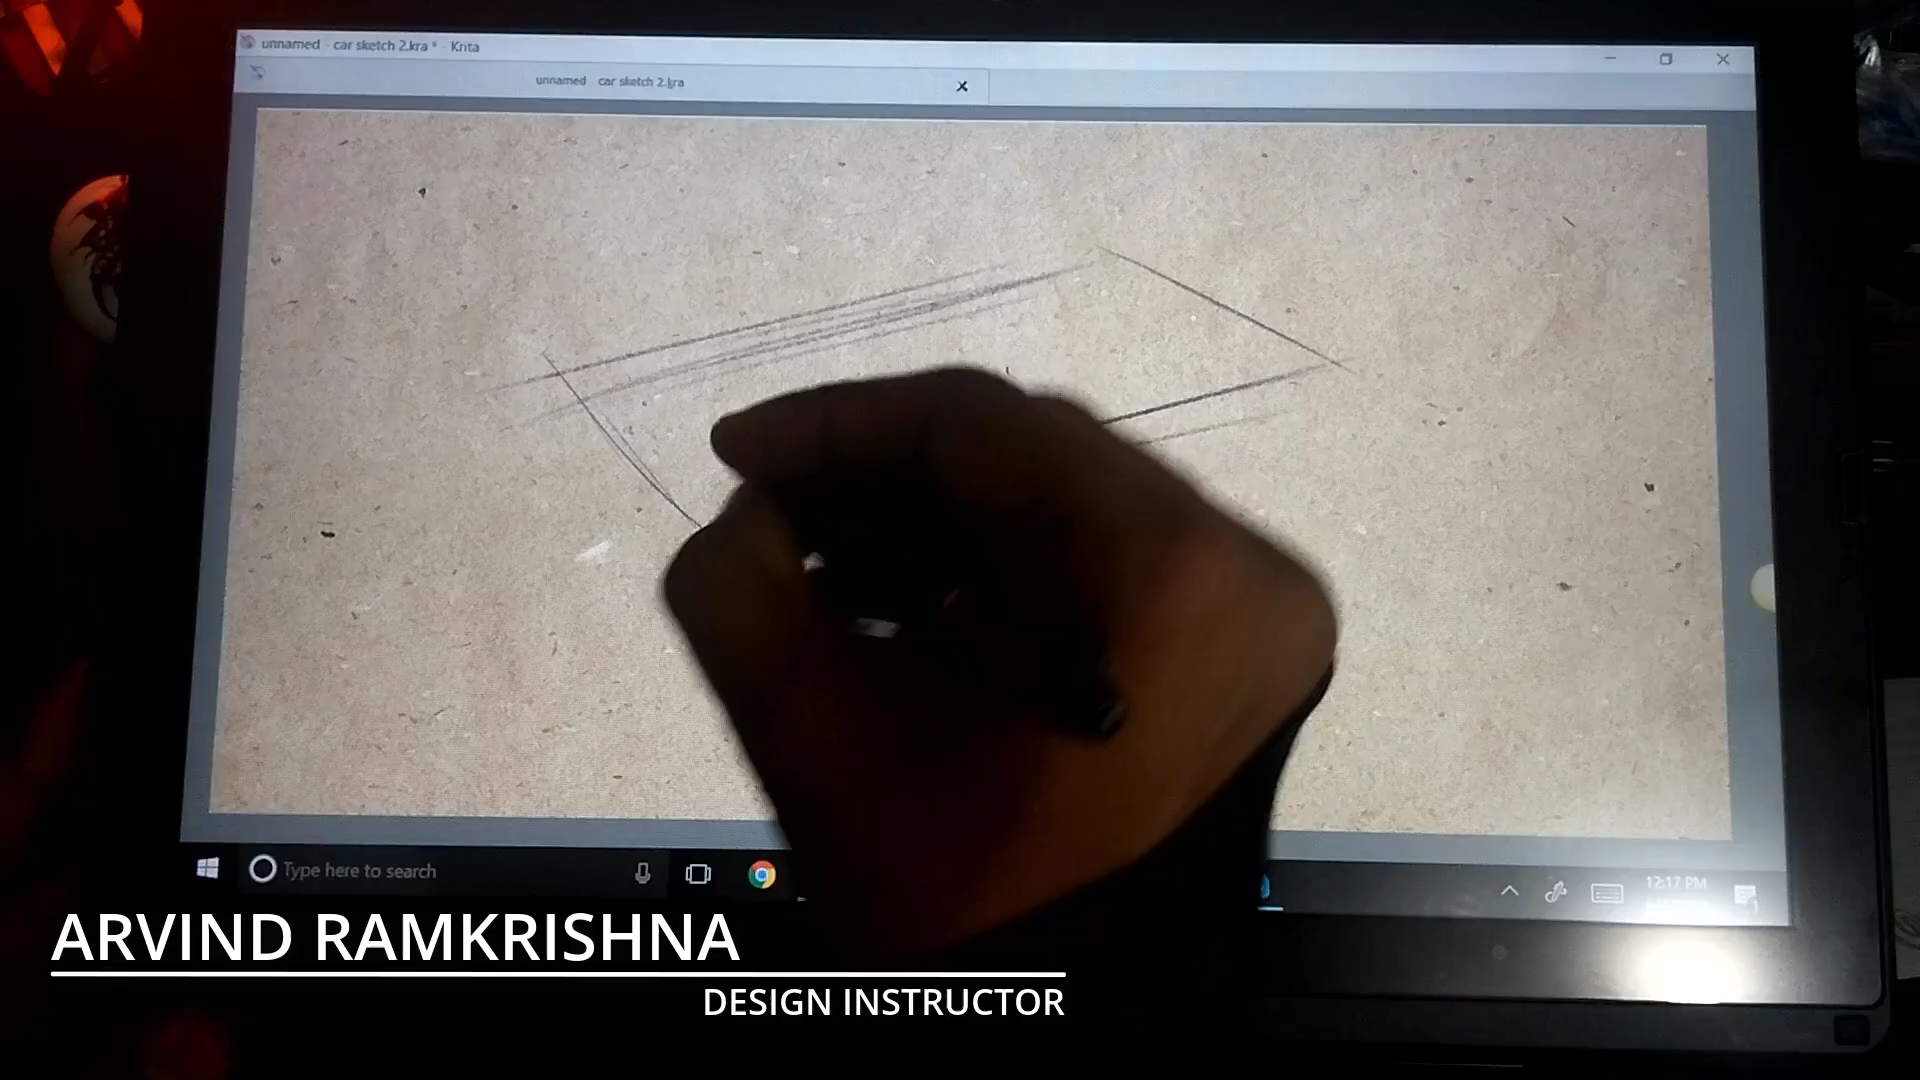 unnamed - car sketch 2.kra * - Krita
unnamed car sketch 2.kra
Type here to search
12:17 PM
ARVIND RAMKRISHNA
DESIGN INSTRUCTOR